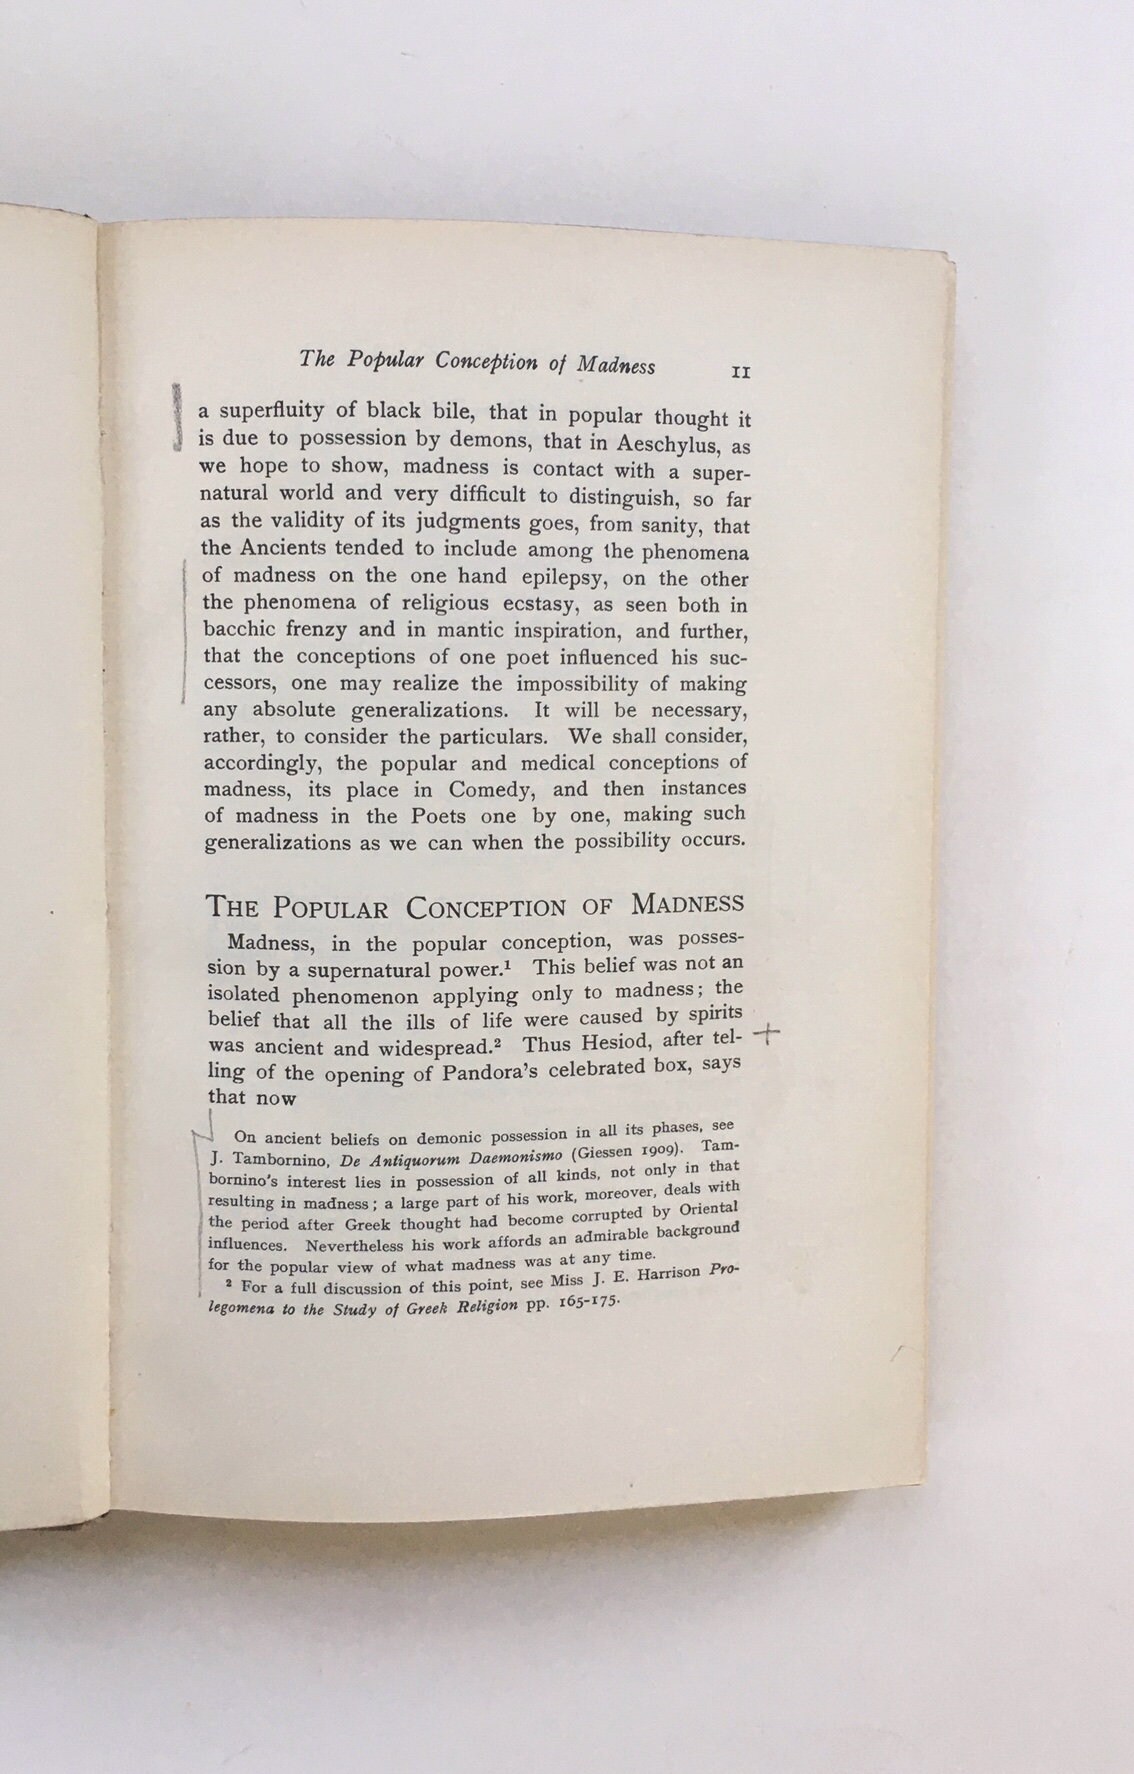 The Popular Conception of Madness 11
a superfluity of black bile, that in popular thought it
is due to possession by demons, that in Aeschylus, as
we hope to show, madness is contact with a super-
natural world and very difficult to distinguish, so far
as the validity of its judgments goes, from sanity, that
the Ancients tended to include among the phenomena
of madness on the one hand epilepsy, on the other
the phenomena of religious ecstasy, as seen both in
bacchic frenzy and in mantic inspiration, and further,
that the conceptions of one poet influenced his suc-
cessors, one may realize the impossibility of making
any absolute generalizations. It will be necessary,
rather, to consider the particulars. We shall consider,
accordingly, the popular and medical conceptions of
madness, its place in Comedy, and then instances
of madness in the Poets one by one, making such
generalizations as we can when the possibility occurs.
THE POPULAR CONCEPTION OF MADNESS
Madness, in the popular conception, was posses-
sion by a supernatural power.¹ This belief was not an
isolated phenomenon applying only to madness; the
belief that all the ills of life were caused by spirits
was ancient and widespread.² Thus Hesiod, after tel-
ling of the opening of Pandora's celebrated box, says
that now
On ancient beliefs on demonic possession in all its phases, see
J. Tambornino, De Antiquorum Daemonismo (Giessen 1909). Tam-
bornino's interest lies in possession of all kinds, not only in that
resulting in madness; a large part of his work, moreover, deals with
the period after Greek thought had become corrupted by Oriental
influences. Nevertheless his work affords an admirable background
for the popular view of what madness was at any time.
² For a full discussion of this point, see Miss J. E. Harrison Pro-
legomena to the Study of Greek Religion pp. 165-175.